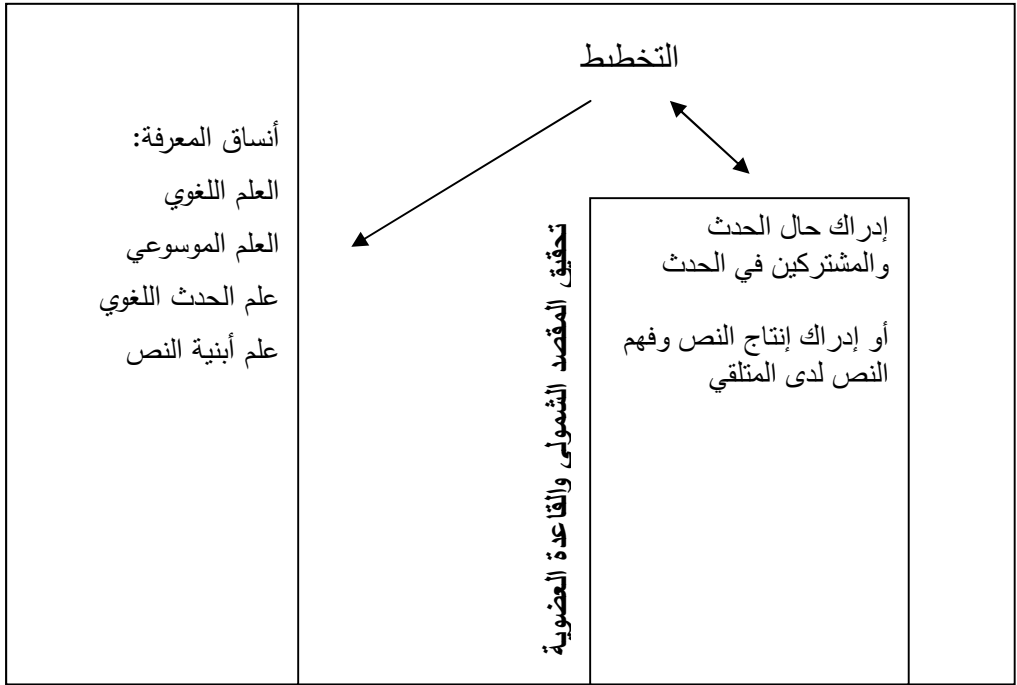 التخطيط
إدراك حال الحدث
والمشتركين في الحدث
أو إدراك إنتاج النص وفهم
النص لدى المتلقي
تحقيق المقصد الشمولي والقاعدة العضوية
أنساق المعرفة:
العلم اللغوي
العلم الموسوعي
علم الحدث اللغوي
علم أبنية النص